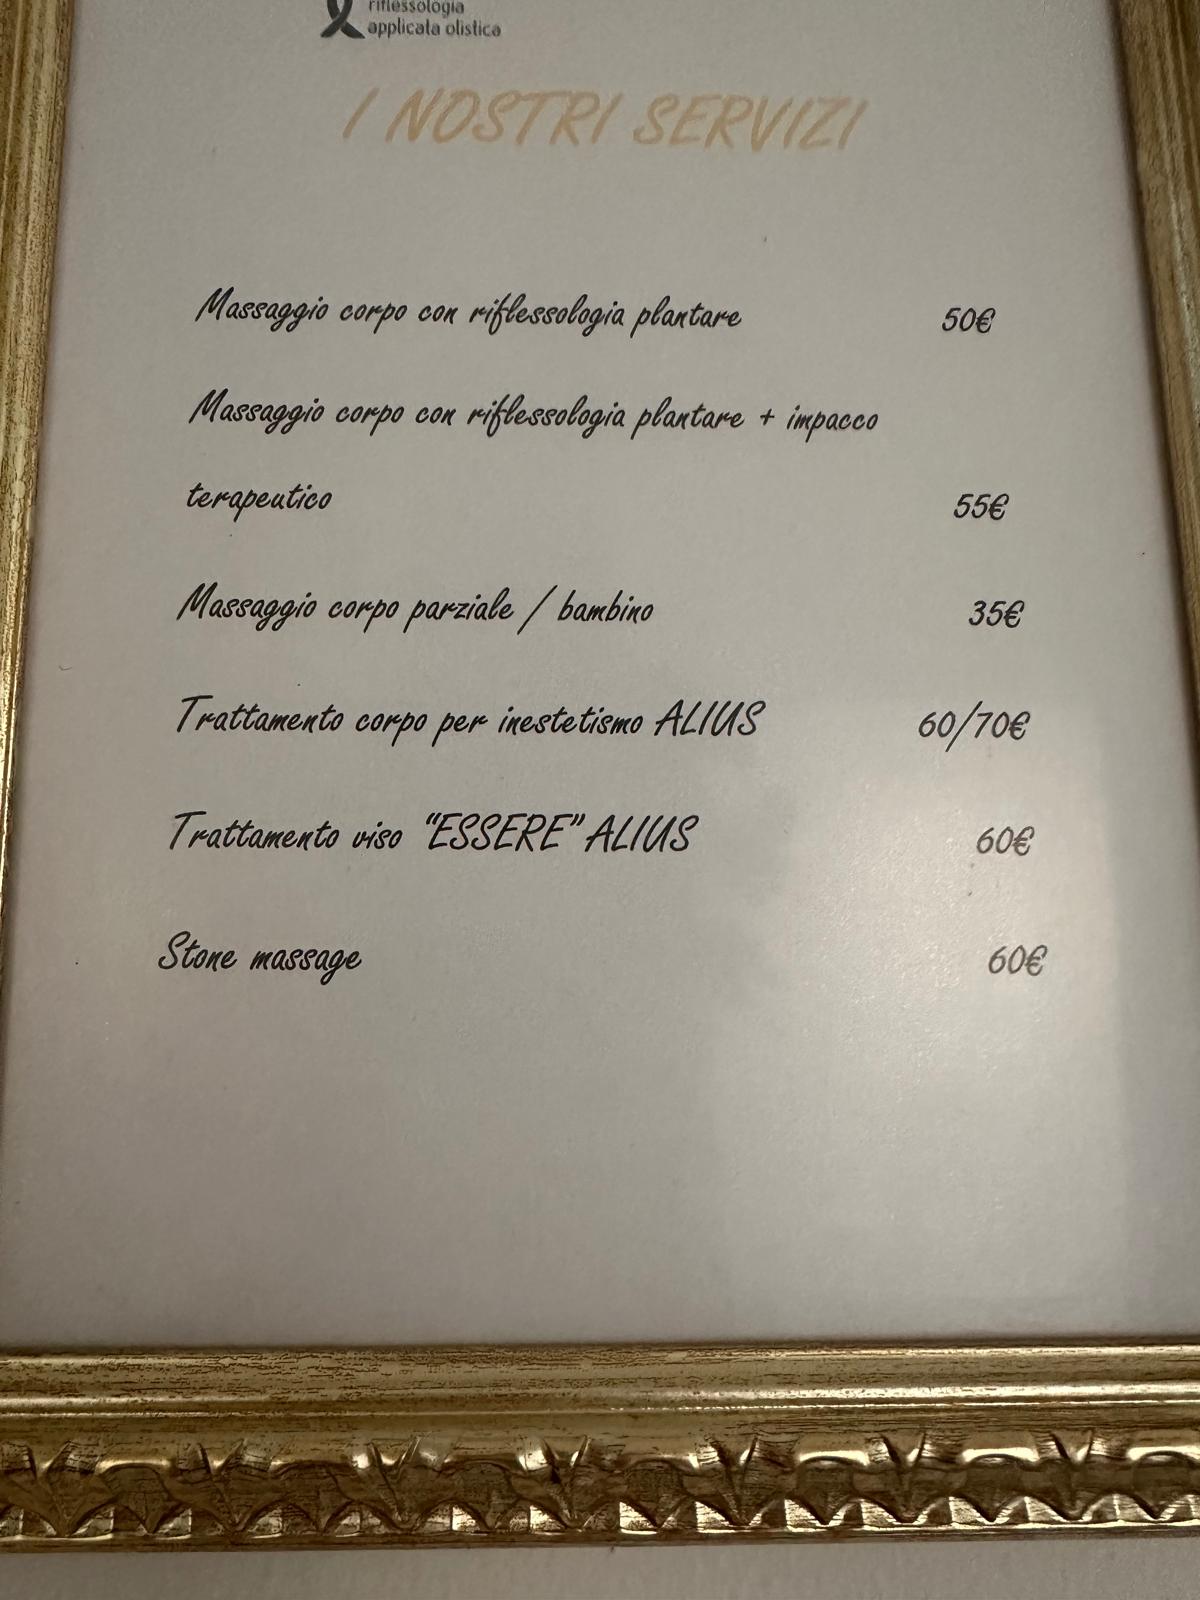 riflessologia
applicata olistica
I NOSTRI SERVIZI
Massaggio corpo con riflessologia plantare 50€
Massaggio corpo con riflessologia plantare + impacco
terapeutico 55€
Massaggio corpo parziale / bambino 35€
Trattamento corpo per inestetismo ALIUS 60/70€
Trattamento viso "ESSERE" ALIUS 60€
Stone massage 60€